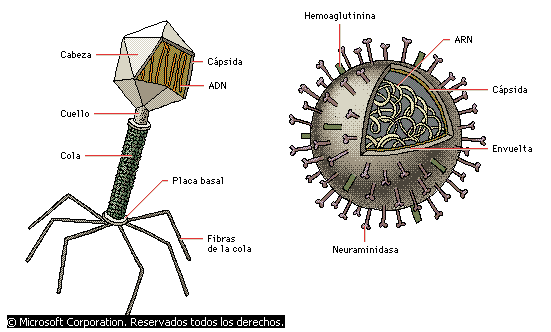 Cabeza
Cápsida
ADN
Cuello
Cola
Placa basal
Fibras
de la cola
Hemoaglutinina
ARN
Cápsida
Envuelta
Neuraminidasa
© Microsoft Corporation. Reservados todos los derechos.